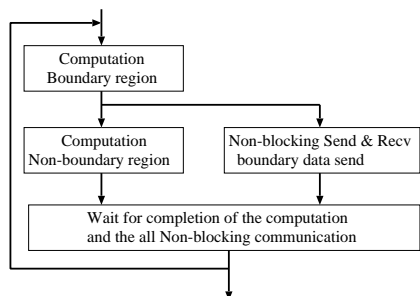 Computation
Boundary region
Computation
Non-boundary region
Non-blocking Send & Recv
boundary data send
Wait for completion of the computation
and the all Non-blocking communication